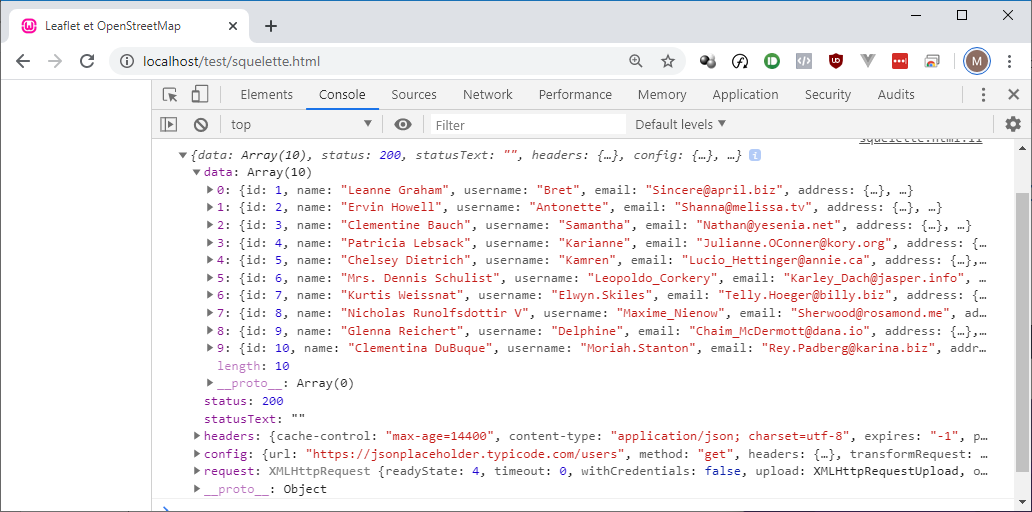 Leaflet et OpenStreetMap
localhost/test/squelette.html
M
Elements Console Sources Network Performance Memory Application Security Audits
top Filter Default levels
squelette.html:11
{data: Array(10), status: 200, statusText: "", headers: {…}, config: {…}, …}
data: Array(10)
0: {id: 1, name: "Leanne Graham", username: "Bret", email: "Sincere@april.biz", address: {…}, …}
1: {id: 2, name: "Ervin Howell", username: "Antonette", email: "Shanna@melissa.tv", address: {…}, …}
2: {id: 3, name: "Clementine Bauch", username: "Samantha", email: "Nathan@yesenia.net", address: {…}, …}
3: {id: 4, name: "Patricia Lebsack", username: "Karianne", email: "Julianne.OConner@kory.org", address: {…
4: {id: 5, name: "Chelsey Dietrich", username: "Kamren", email: "Lucio_Hettinger@annie.ca", address: {…},…
5: {id: 6, name: "Mrs. Dennis Schulist", username: "Leopoldo_Corkery", email: "Karley_Dach@jasper.info", …
6: {id: 7, name: "Kurtis Weissnat", username: "Elwyn.Skiles", email: "Telly.Hoeger@billy.biz", address: {…
7: {id: 8, name: "Nicholas Runolfsdottir V", username: "Maxime_Nienow", email: "Sherwood@rosamond.me", ad…
8: {id: 9, name: "Glenna Reichert", username: "Delphine", email: "Chaim_McDermott@dana.io", address: {…},…
9: {id: 10, name: "Clementina DuBuque", username: "Moriah.Stanton", email: "Rey.Padberg@karina.biz", addr…
length: 10
__proto__: Array(0)
status: 200
statusText: ""
headers: {cache-control: "max-age=14400", content-type: "application/json; charset=utf-8", expires: "-1", p…
config: {url: "https://jsonplaceholder.typicode.com/users", method: "get", headers: {…}, transformRequest: …
request: XMLHttpRequest {readyState: 4, timeout: 0, withCredentials: false, upload: XMLHttpRequestUpload, o…
__proto__: Object